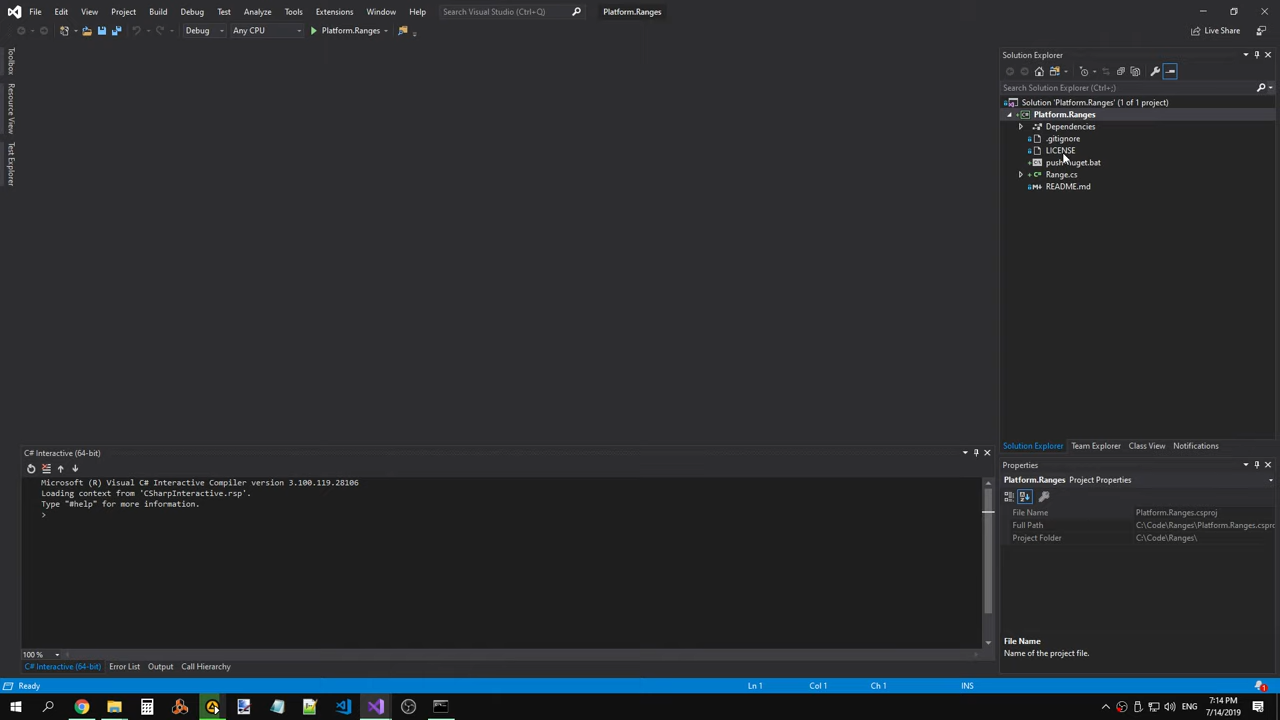 File Edit View Project Build Debug Test Analyze Tools Extensions Window Help Search Visual Studio (Ctrl+Q) Platform.Ranges
Debug Any CPU Platform.Ranges Live Share
Toolbox
Resource View
Test Explorer
Solution Explorer
Search Solution Explorer (Ctrl+;)
Solution 'Platform.Ranges' (1 of 1 project)
Platform.Ranges
Dependencies
.gitignore
LICENSE
push-nuget.bat
Range.cs
README.md
Solution Explorer Team Explorer Class View Notifications
C# Interactive (64-bit)
Microsoft (R) Visual C# Interactive Compiler version 3.100.119.28106
Loading context from 'CSharpInteractive.rsp'.
Type "#help" for more information.
>
100 %
C# Interactive (64-bit) Error List Output Call Hierarchy
Properties
Platform.Ranges Project Properties
File Name Platform.Ranges.csproj
Full Path C:\Code\Ranges\Platform.Ranges.cspro
Project Folder C:\Code\Ranges\
File Name
Name of the project file.
Ready Ln 1 Col 1 Ch 1 INS 1
ENG 7:14 PM
7/14/2019